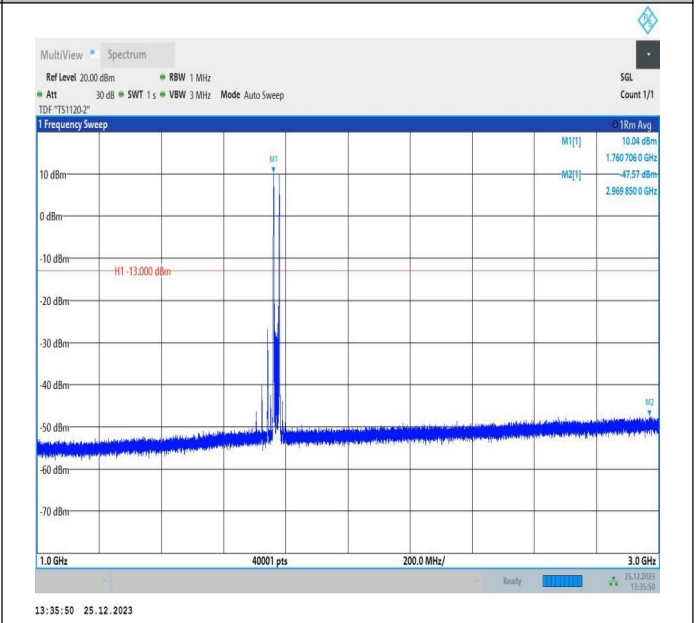 R S
MultiView Spectrum
Ref Level 20.00 dBm RBW 1 MHz SGL
Att 30 dB SWT 1 s VBW 3 MHz Mode Auto Sweep Count 1/1
TDF "TS1120-2"
1 Frequency Sweep 1Rm Avg
M1[1] 10.04 dBm
1.760 706 0 GHz
M2[1] -47.57 dBm
2.969 850 0 GHz
M1
10 dBm
0 dBm
-10 dBm
H1 -13.000 dBm
-20 dBm
-30 dBm
-40 dBm
M2
-50 dBm
-60 dBm
-70 dBm
1.0 GHz 40001 pts 200.0 MHz/ 3.0 GHz
Ready 25.12.2023
13:35:50
13:35:50 25.12.2023